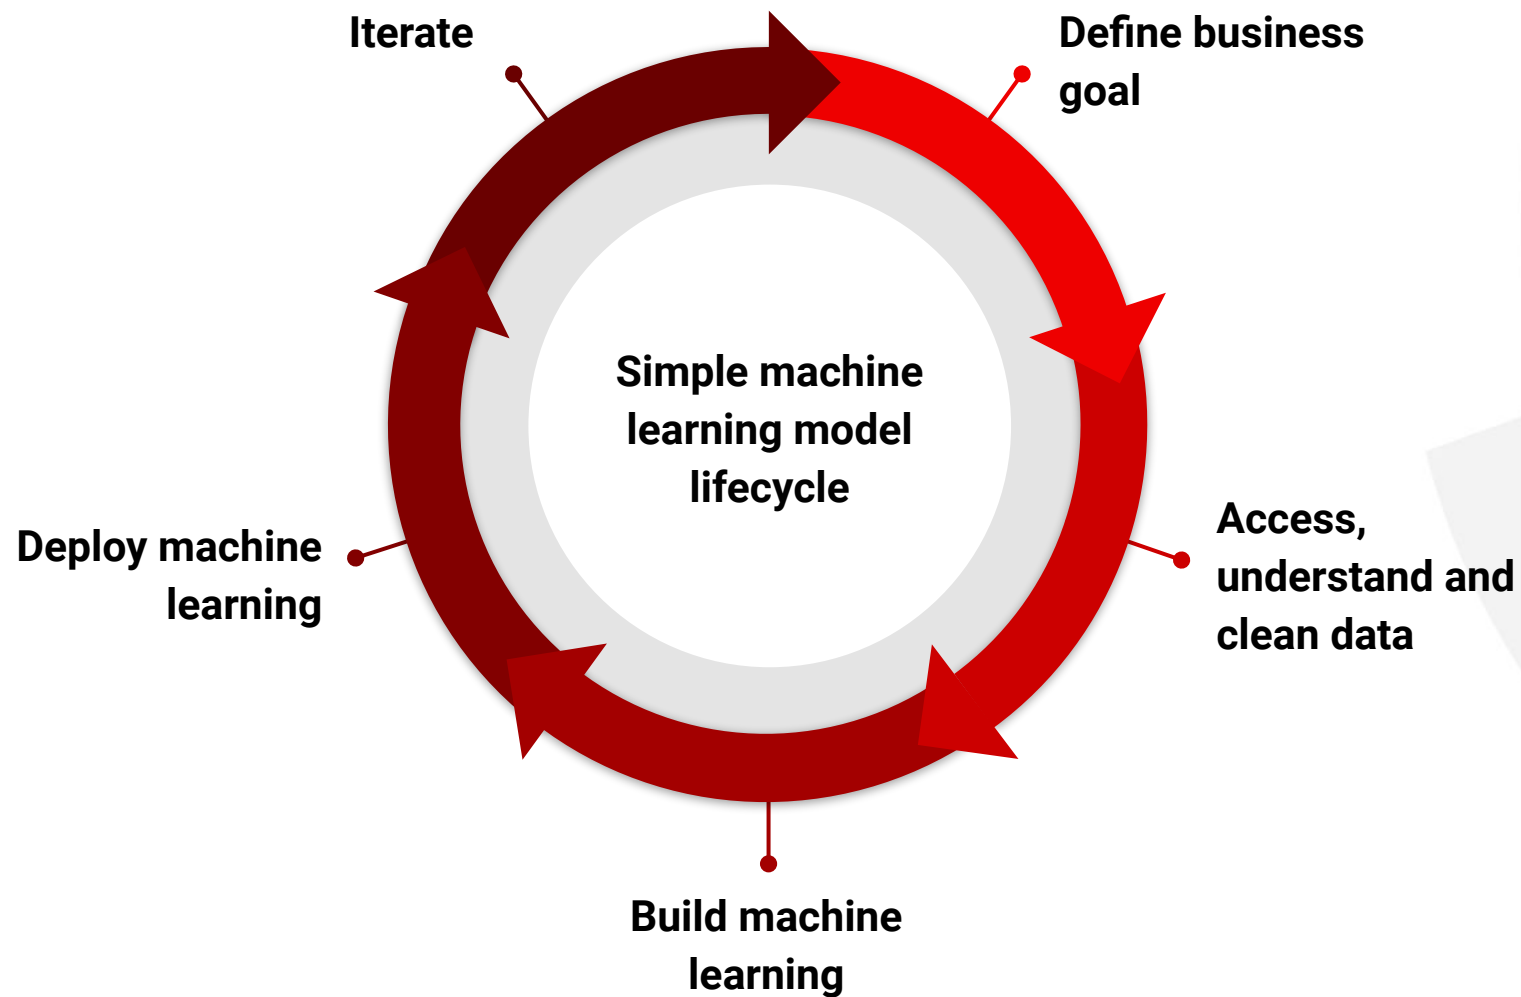 Iterate
Define business
goal
Simple machine
learning model
lifecycle
Access,
understand and
clean data
Deploy machine
learning
Build machine
learning